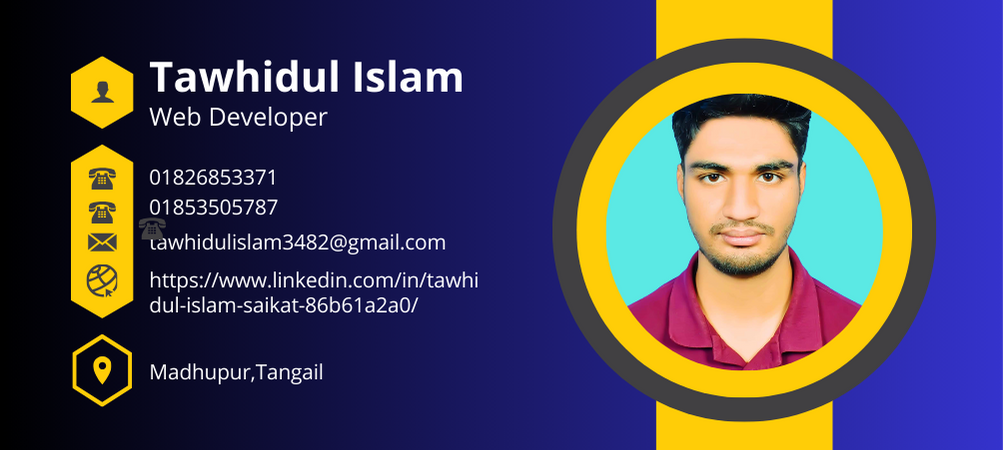 Tawhidul Islam
Web Developer
01826853371
01853505787
tawhidulislam3482@gmail.com
https://www.linkedin.com/in/tawhi
dul-islam-saikat-86b61a2a0/
Madhupur,Tangail